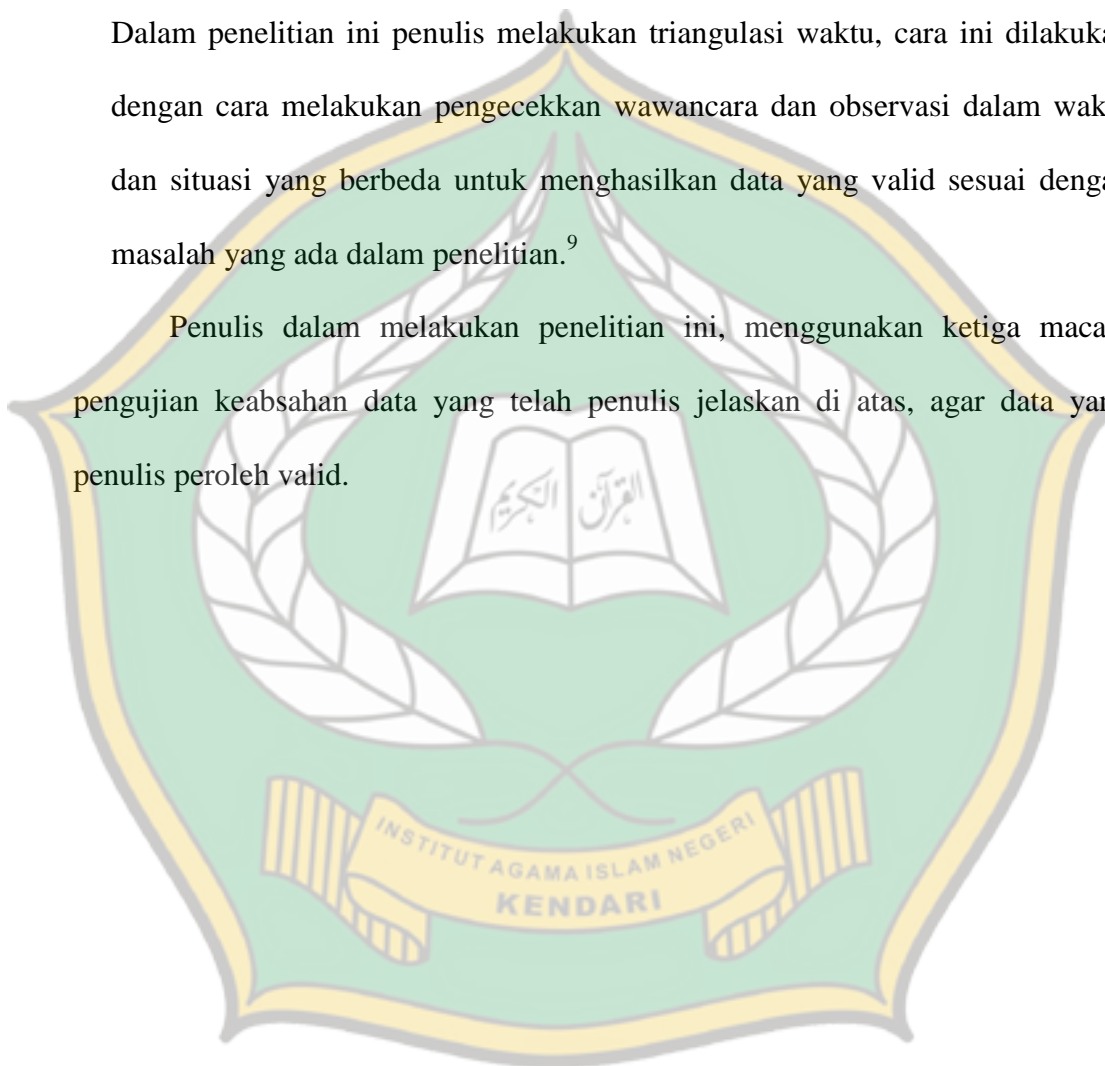 Dalam penelitian ini penulis melakukan triangulasi waktu, cara ini dilakuka
dengan cara melakukan pengecekkan wawancara dan observasi dalam wak
dan situasi yang berbeda untuk menghasilkan data yang valid sesuai denga
masalah yang ada dalam penelitian.9
Penulis dalam melakukan penelitian ini, menggunakan ketiga maca
pengujian keabsahan data yang telah penulis jelaskan di atas, agar data yan
penulis peroleh valid.
القرآن الكريم
INSTITUT AGAMA ISLAM NEGERI
KENDARI